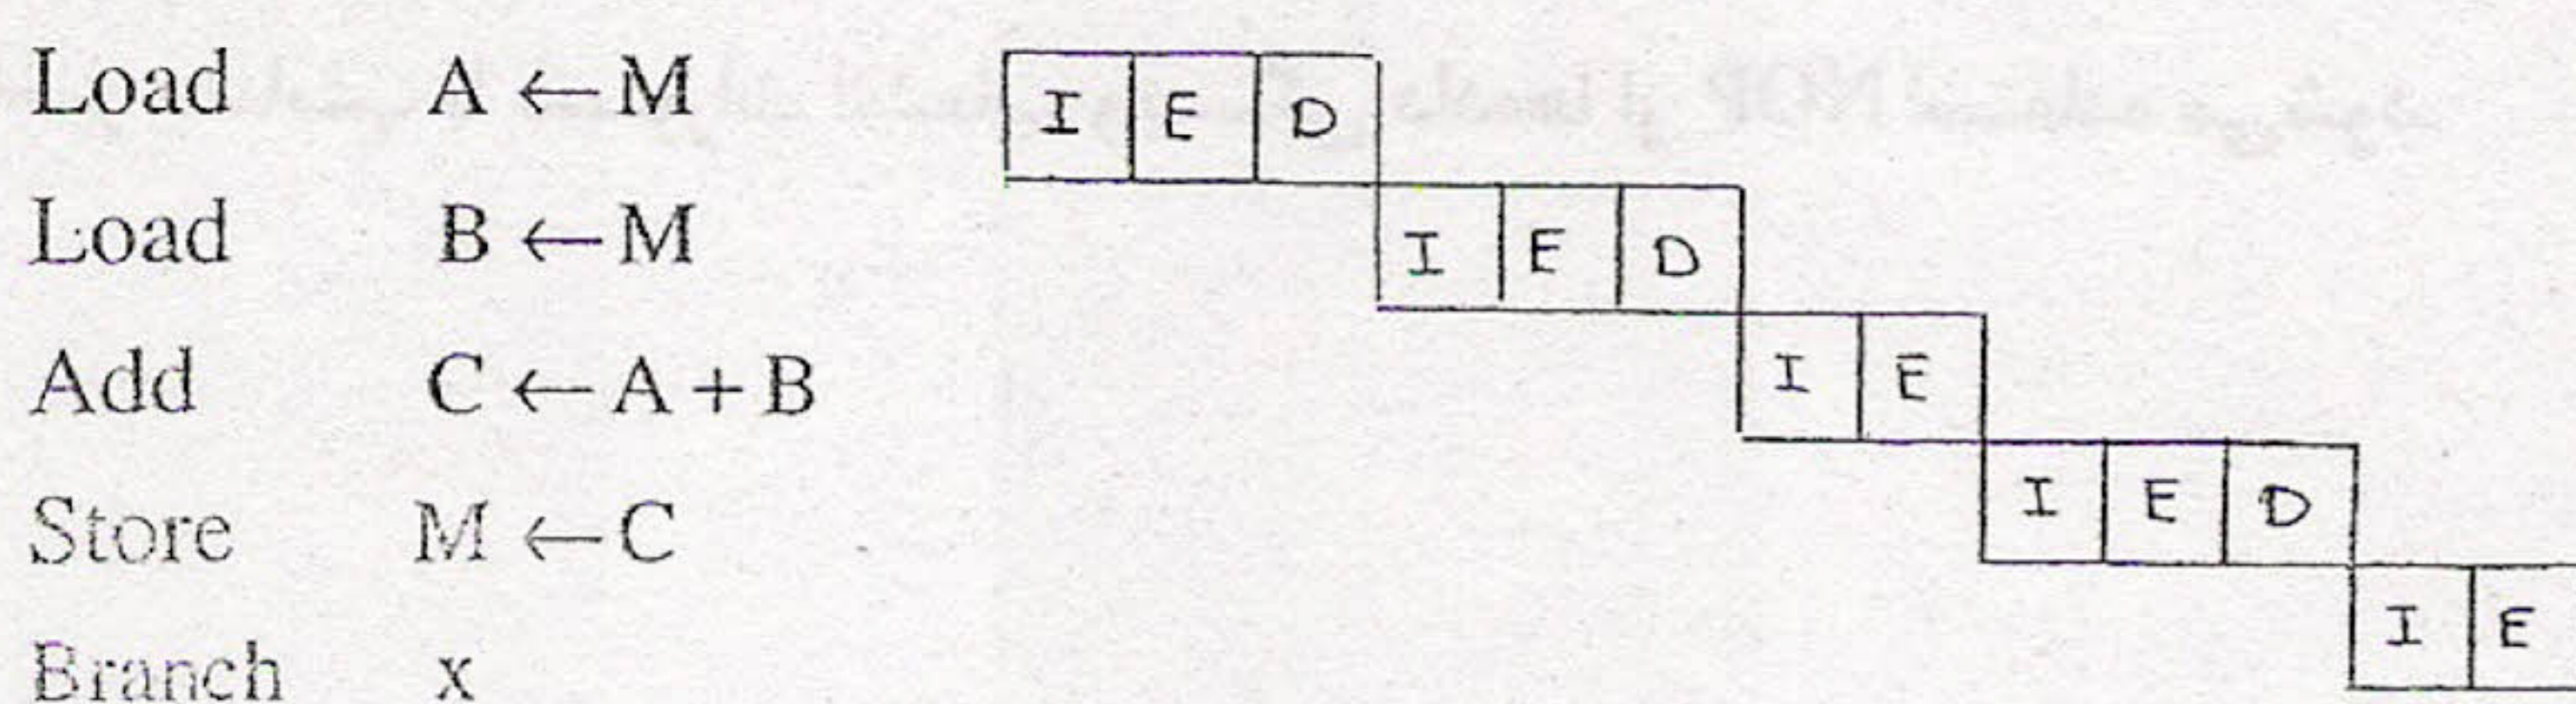 Load A ← M I E D
Load B ← M I E D
Add C ← A + B I E
Store M ← C I E D
Branch x I E